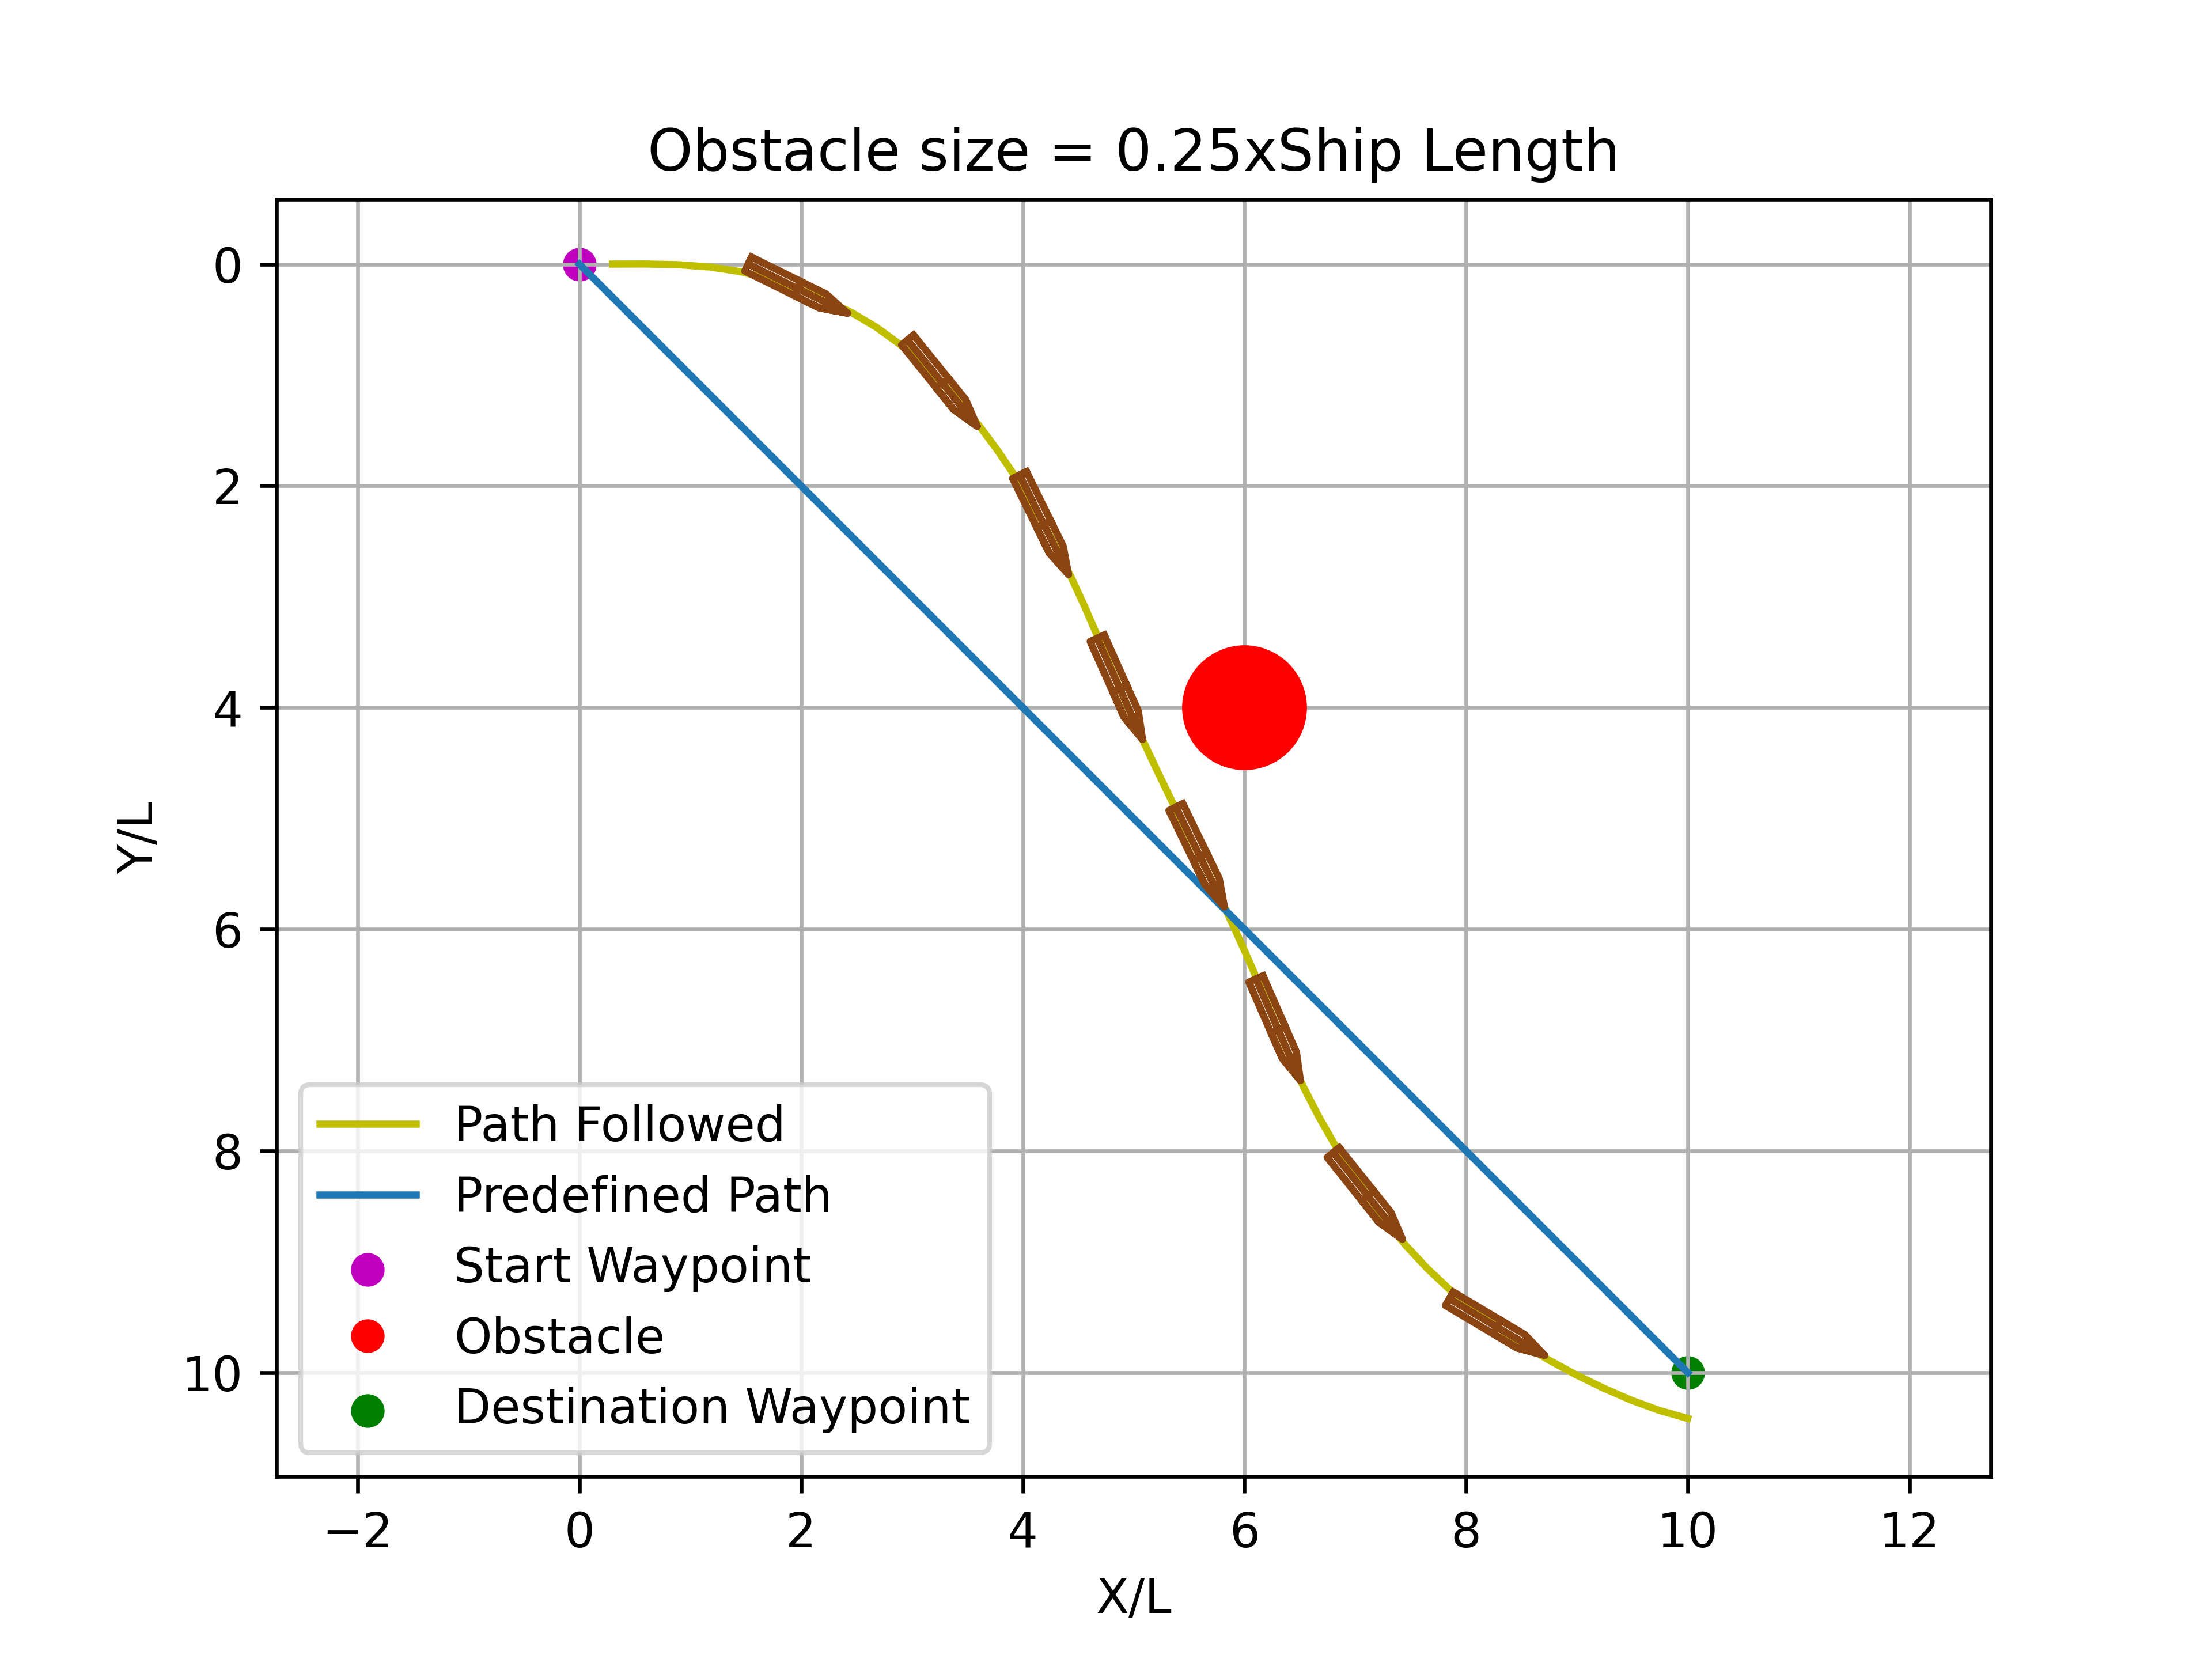 Obstacle size = 0.25xShip Length
0
2
4
6
8
10
Y/L
Path Followed
Predefined Path
Start Waypoint
Obstacle
Destination Waypoint
−2 0 2 4 6 8 10 12
X/L